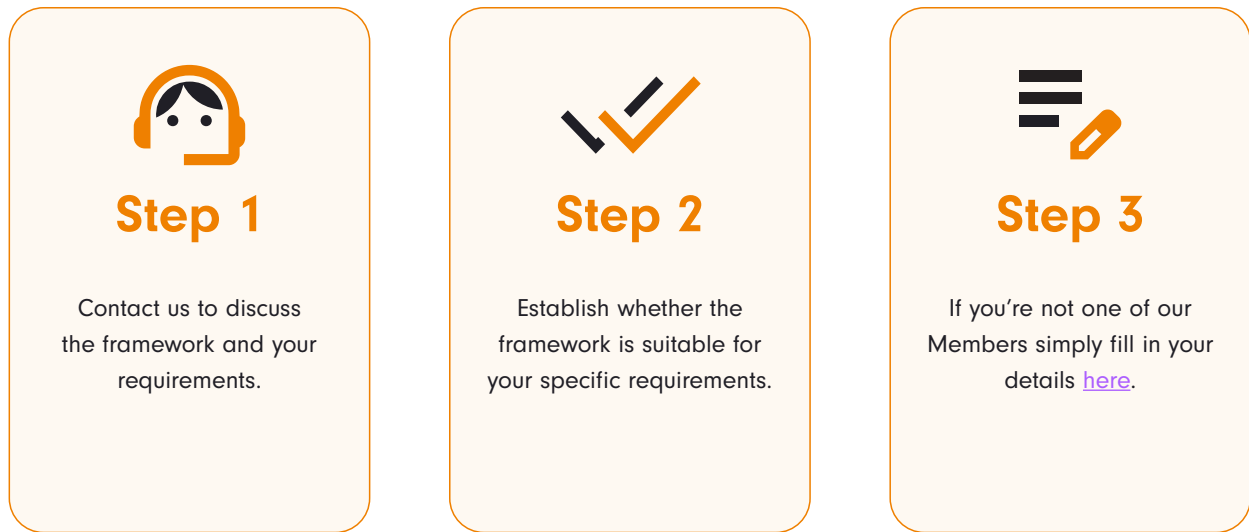 Step 1
Contact us to discuss
the framework and your
requirements.
Step 2
Establish whether the
framework is suitable for
your specific requirements.
Step 3
If you’re not one of our
Members simply fill in your
details here.